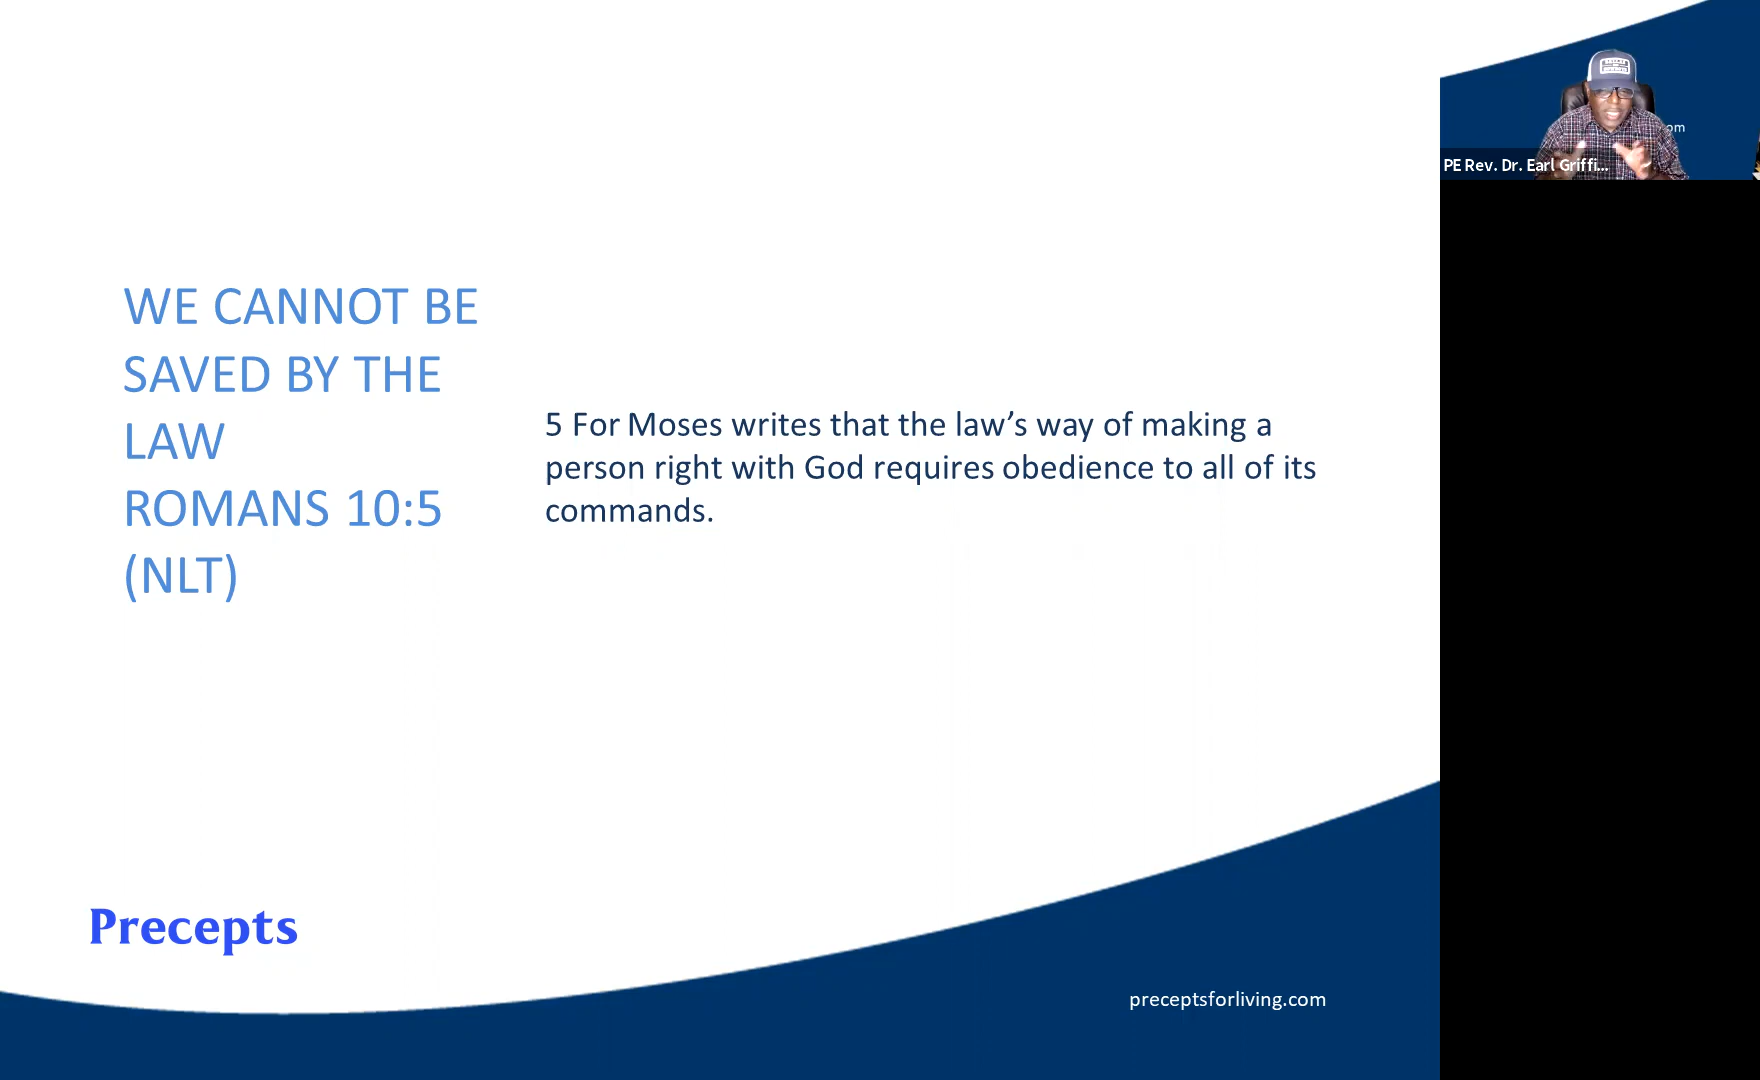 WE CANNOT BE
SAVED BY THE
LAW
ROMANS 10:5
(NLT)
5 For Moses writes that the law’s way of making a
person right with God requires obedience to all of its
commands.
Precepts
preceptsforliving.com
om
PE Rev. Dr. Earl Griffi...